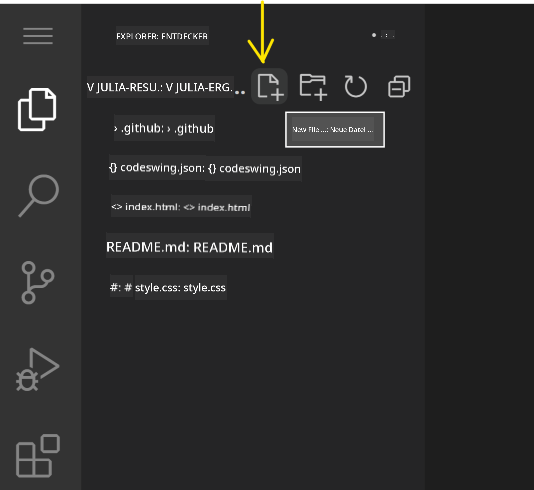 EXPLORER: ENTDECKER
V JULIA-RESU.: V JULIA-ERG. ..
› .github: › .github
New File ...: Neue Datei ...
{} codeswing.json: {} codeswing.json
<> index.html: <> index.html
README.md: README.md
#: # style.css: style.css